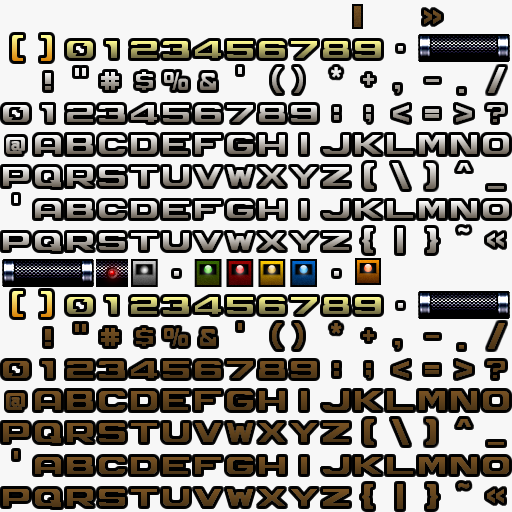 »
[ ] 0123456789 ·
! " # $ % & ' ( ) * + , - . /
0123456789 : ; < = > ?
@ABCDEFGHIJKLMNO
PQRSTUVWXYZ ( \ ) ^ _
' ABCDEFGHIJKLMNO
PQRSTUVWXYZ { | } ~ «
· ·
[ ] 0123456789 ·
! " # $ % & ' ( ) * + , - . /
0123456789 : ; < = > ?
@ABCDEFGHIJKLMNO
PQRSTUVWXYZ ( \ ) ^ _
' ABCDEFGHIJKLMNO
PQRSTUVWXYZ { | } ~ «